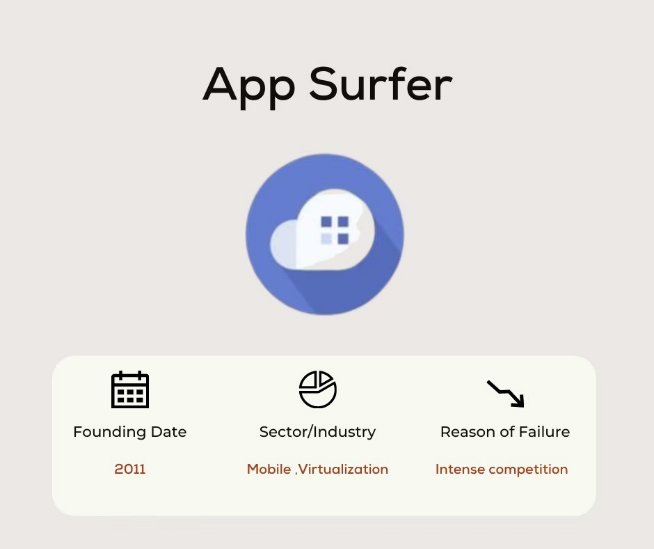 App Surfer
Founding Date Sector/Industry Reason of Failure
2011 Mobile .Virtualization Intense competition